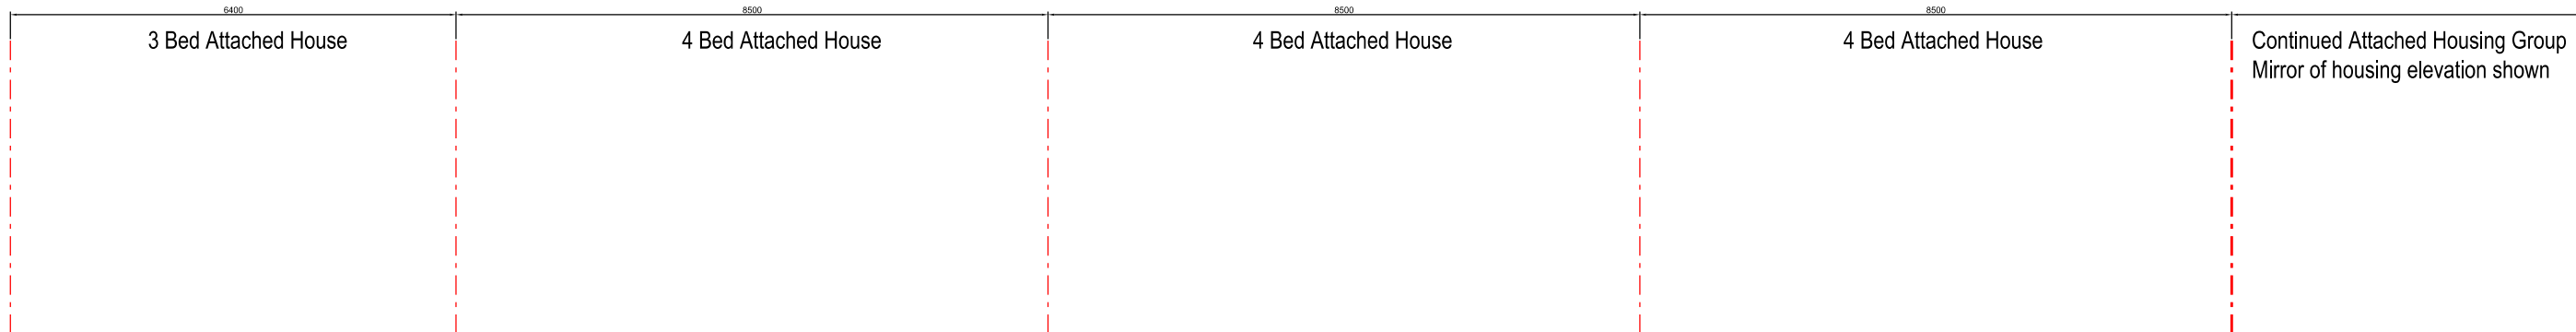 6400
8500
8500
8500
3 Bed Attached House
4 Bed Attached House
4 Bed Attached House
4 Bed Attached House
Continued Attached Housing Group
Mirror of housing elevation shown